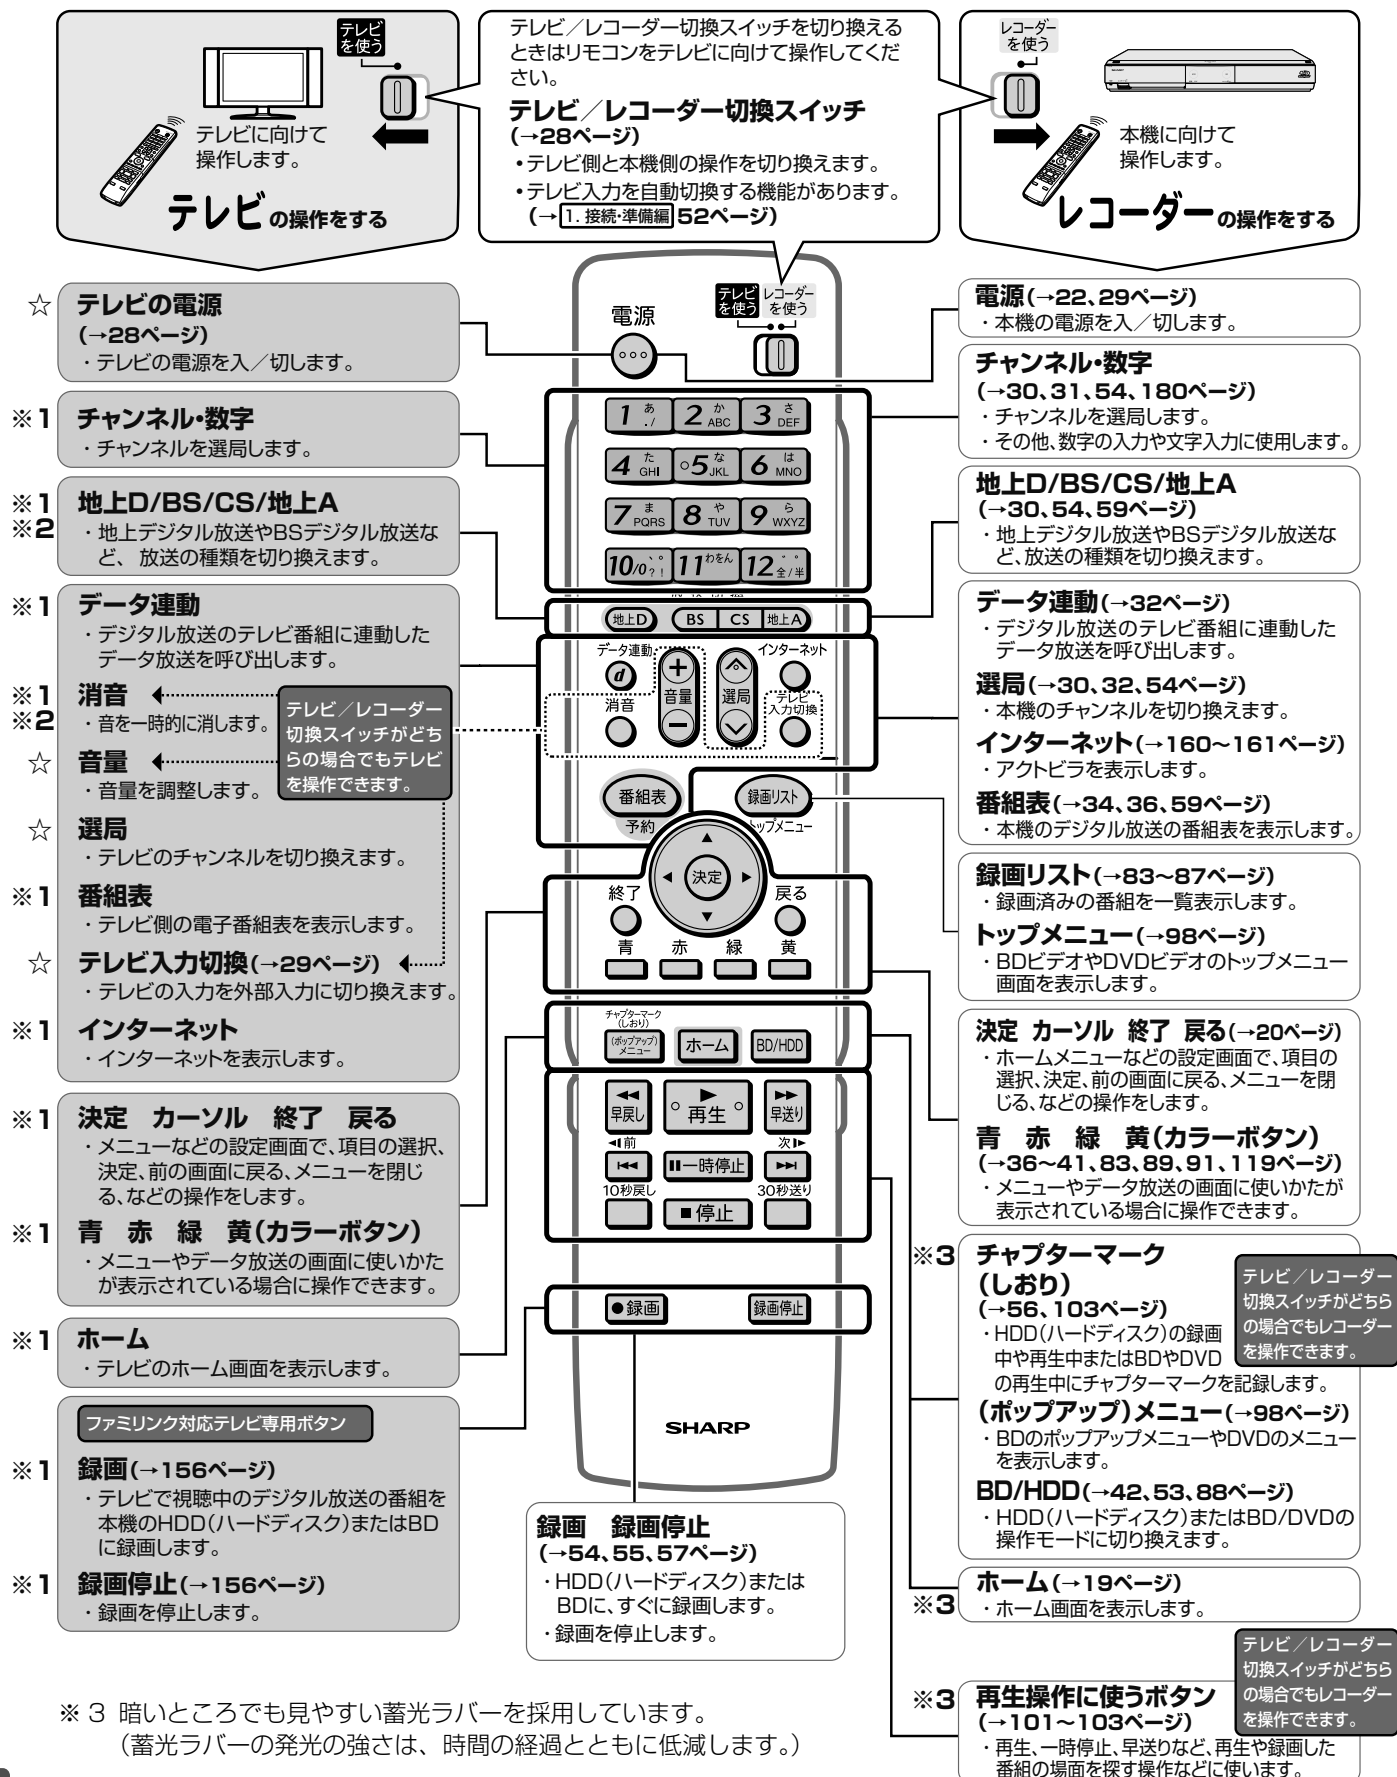 テレビ
を使う
テレビに向けて
操作します。
テレビの操作をする
テレビ／レコーダー切換スイッチを切り換える
ときはリモコンをテレビに向けて操作してくだ
さい。
テレビ／レコーダー切換スイッチ
(→28ページ)
・テレビ側と本機側の操作を切り換えます。
・テレビ入力を自動切換する機能があります。
(→1. 接続・準備編 52ページ)
レコーダー
を使う
本機に向けて
操作します。
レコーダーの操作をする
☆ テレビの電源
(→28ページ)
・テレビの電源を入／切します。
※1 チャンネル・数字
・チャンネルを選局します。
※1 地上D/BS/CS/地上A
※2 ・地上デジタル放送やBSデジタル放送な
ど、放送の種類を切り換えます。
※1 データ連動
・デジタル放送のテレビ番組に連動した
データ放送を呼び出します。
※1 消音
※2 ・音を一時的に消します。
☆ 音量
・音量を調整します。
テレビ／レコーダー
切換スイッチがどち
らの場合でもテレビ
を操作できます。
☆ 選局
・テレビのチャンネルを切り換えます。
※1 番組表
・テレビ側の電子番組表を表示します。
☆ テレビ入力切換(→29ページ)
・テレビの入力を外部入力に切り換えます。
※1 インターネット
・インターネットを表示します。
※1 決定 カーソル 終了 戻る
・メニューなどの設定画面で、項目の選択、
決定、前の画面に戻る、メニューを閉じ
る、などの操作をします。
※1 青 赤 緑 黄(カラーボタン)
・メニューやデータ放送の画面に使いかた
が表示されている場合に操作できます。
※1 ホーム
・テレビのホーム画面を表示します。
ファミリンク対応テレビ専用ボタン
※1 録画(→156ページ)
・テレビで視聴中のデジタル放送の番組を
本機のHDD(ハードディスク)またはBD
に録画します。
※1 録画停止(→156ページ)
・録画を停止します。
電源
テレビ
を使う
レコーダー
を使う
1 あ ./
2 か ABC
3 さ DEF
4 た GHI
5 な JKL
6 は MNO
7 ま PQRS
8 や TUV
9 ら WXYZ
10/0 、。?!
11 わをん
12 ゛゜全/半
地上D BS CS 地上A
データ連動
d
＋
音量
－
選局
インターネット
消音
テレビ
入力切換
番組表
予約
録画リスト
トップメニュー
決定
終了
戻る
青 赤 緑 黄
チャプターマーク
(しおり)
(ポップアップ)
メニュー
ホーム
BD/HDD
◀◀
早戻し
▶
再生
▶▶
早送り
◀ⅠI前
次I▶
I◀◀
II一時停止
▶▶I
10秒戻し
30秒送り
■停止
●録画
録画停止
SHARP
録画 録画停止
(→54、55、57ページ)
・HDD(ハードディスク)または
BDに、すぐに録画します。
・録画を停止します。
電源(→22、29ページ)
・本機の電源を入／切します。
チャンネル・数字
(→30、31、54、180ページ)
・チャンネルを選局します。
・その他、数字の入力や文字入力に使用します。
地上D/BS/CS/地上A
(→30、54、59ページ)
・地上デジタル放送やBSデジタル放送な
ど、放送の種類を切り換えます。
データ連動(→32ページ)
・デジタル放送のテレビ番組に連動した
データ放送を呼び出します。
選局(→30、32、54ページ)
・本機のチャンネルを切り換えます。
インターネット(→160～161ページ)
・アクトビラを表示します。
番組表(→34、36、59ページ)
・本機のデジタル放送の番組表を表示します。
録画リスト(→83～87ページ)
・録画済みの番組を一覧表示します。
トップメニュー(→98ページ)
・BDビデオやDVDビデオのトップメニュー
画面を表示します。
決定 カーソル 終了 戻る(→20ページ)
・ホームメニューなどの設定画面で、項目の
選択、決定、前の画面に戻る、メニューを閉
じる、などの操作をします。
青 赤 緑 黄(カラーボタン)
(→36～41、83、89、91、119ページ)
・メニューやデータ放送の画面に使いかたが
表示されている場合に操作できます。
※3 チャプターマーク
(しおり)
(→56、103ページ)
・HDD(ハードディスク)の録画
中や再生中またはBDやDVD
の再生中にチャプターマークを記録します。
テレビ／レコーダー
切換スイッチがどちら
の場合でもレコーダー
を操作できます。
(ポップアップ)メニュー(→98ページ)
・BDのポップアップメニューやDVDのメニュー
を表示します。
BD/HDD(→42、53、88ページ)
・HDD(ハードディスク)またはBD/DVDの
操作モードに切り換えます。
ホーム(→19ページ)
※3 ・ホーム画面を表示します。
テレビ／レコーダー
切換スイッチがどちら
の場合でもレコーダー
を操作できます。
※3 再生操作に使うボタン
(→101～103ページ)
・再生、一時停止、早送りなど、再生や録画した
番組の場面を探す操作などに使います。
※3 暗いところでも見やすい蓄光ラバーを採用しています。
(蓄光ラバーの発光の強さは、時間の経過とともに低減します。)